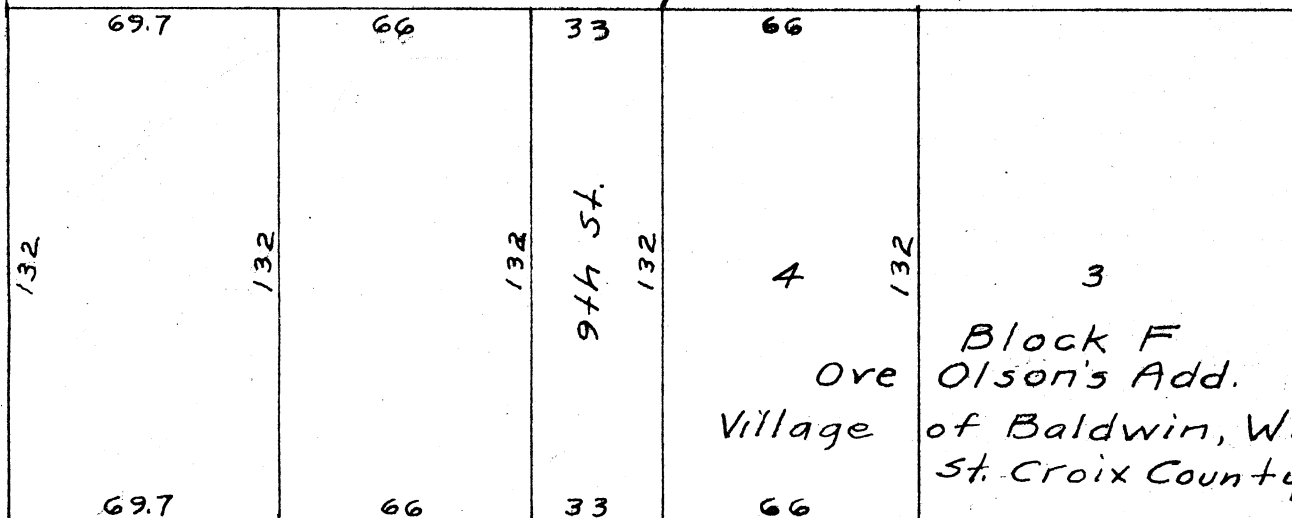 69.7 66 33 66
132 132 132 9th St. 132 132
4 3
Block F
Ove Olson's Add.
Village of Baldwin, W
St. Croix County
69.7 66 33 66